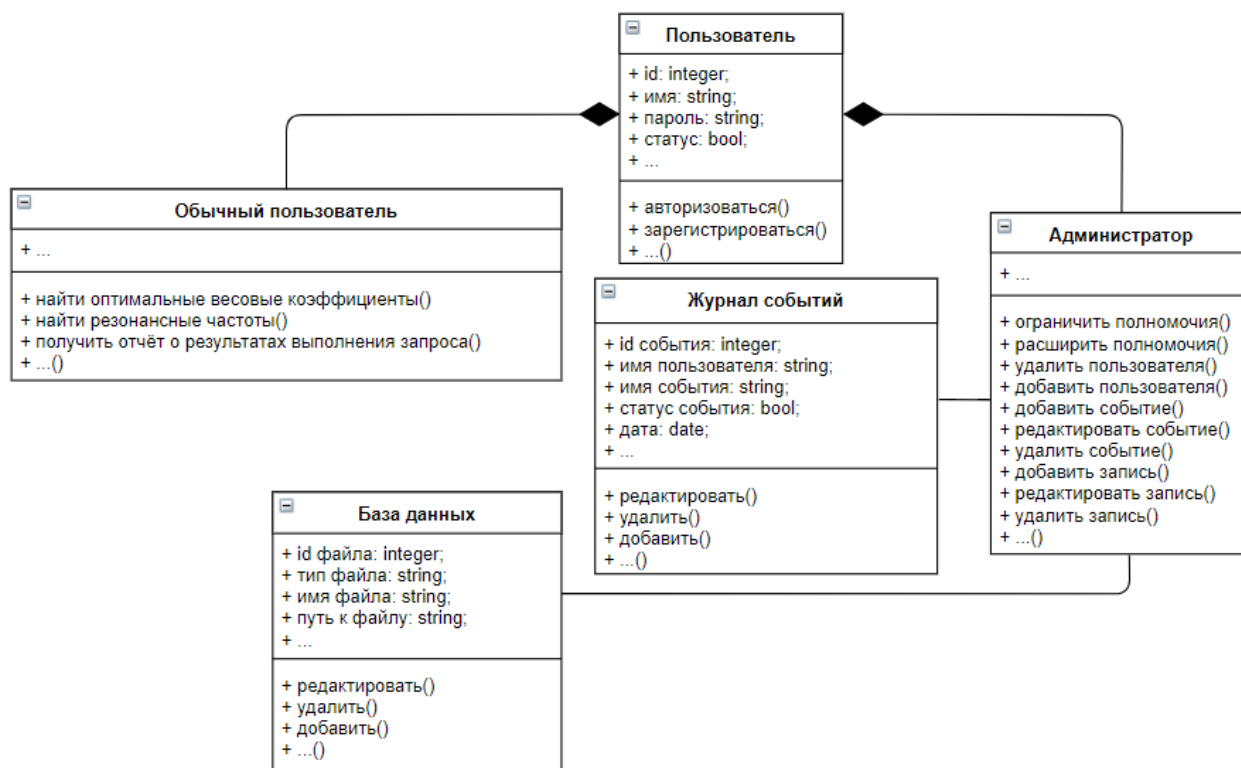 Пользователь
+ id: integer;
+ имя: string;
+ пароль: string;
+ статус: bool;
+ ...
+ авторизоваться()
+ зарегистрироваться()
+ ...()
Обычный пользователь
+ ...
+ найти оптимальные весовые коэффициенты()
+ найти резонансные частоты()
+ получить отчёт о результатах выполнения запроса()
+ ...()
Администратор
+ ...
+ ограничить полномочия()
+ расширить полномочия()
+ удалить пользователя()
+ добавить пользователя()
+ добавить событие()
+ редактировать событие()
+ удалить событие()
+ добавить запись()
+ редактировать запись()
+ удалить запись()
+ ...()
Журнал событий
+ id события: integer;
+ имя пользователя: string;
+ имя события: string;
+ статус события: bool;
+ дата: date;
+ ...
+ редактировать()
+ удалить()
+ добавить()
+ ...()
База данных
+ id файла: integer;
+ тип файла: string;
+ имя файла: string;
+ путь к файлу: string;
+ ...
+ редактировать()
+ удалить()
+ добавить()
+ ...()